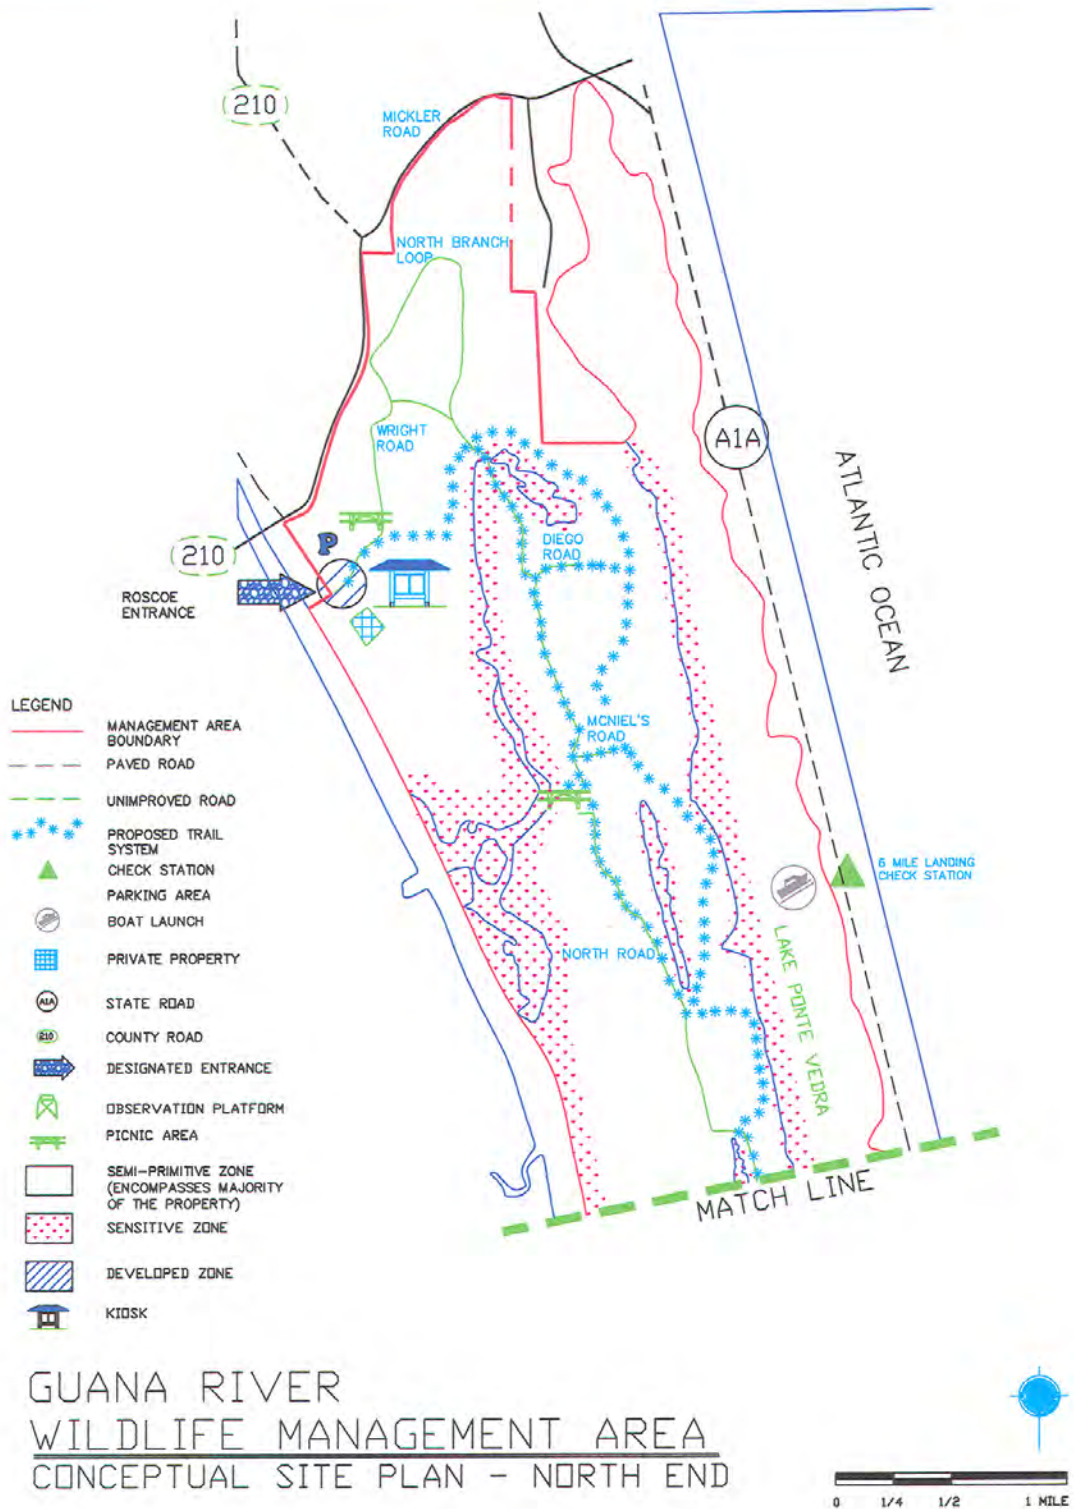 210
MICKLER
ROAD
NORTH BRANCH
LOOP
WRIGHT
ROAD
A1A
ATLANTIC OCEAN
P
DIEGO
ROAD
210
ROSCOE
ENTRANCE
MCNIEL'S
ROAD
6 MILE LANDING
CHECK STATION
NORTH ROAD
LAKE PONTE VEDRA
MATCH LINE
LEGEND
MANAGEMENT AREA
BOUNDARY
PAVED ROAD
UNIMPROVED ROAD
PROPOSED TRAIL
SYSTEM
CHECK STATION
PARKING AREA
BOAT LAUNCH
PRIVATE PROPERTY
A1A
STATE ROAD
210
COUNTY ROAD
DESIGNATED ENTRANCE
OBSERVATION PLATFORM
PICNIC AREA
SEMI-PRIMITIVE ZONE
(ENCOMPASSES MAJORITY
OF THE PROPERTY)
SENSITIVE ZONE
DEVELOPED ZONE
KIOSK
GUANA RIVER
WILDLIFE MANAGEMENT AREA
CONCEPTUAL SITE PLAN - NORTH END
0 1/4 1/2 1 MILE